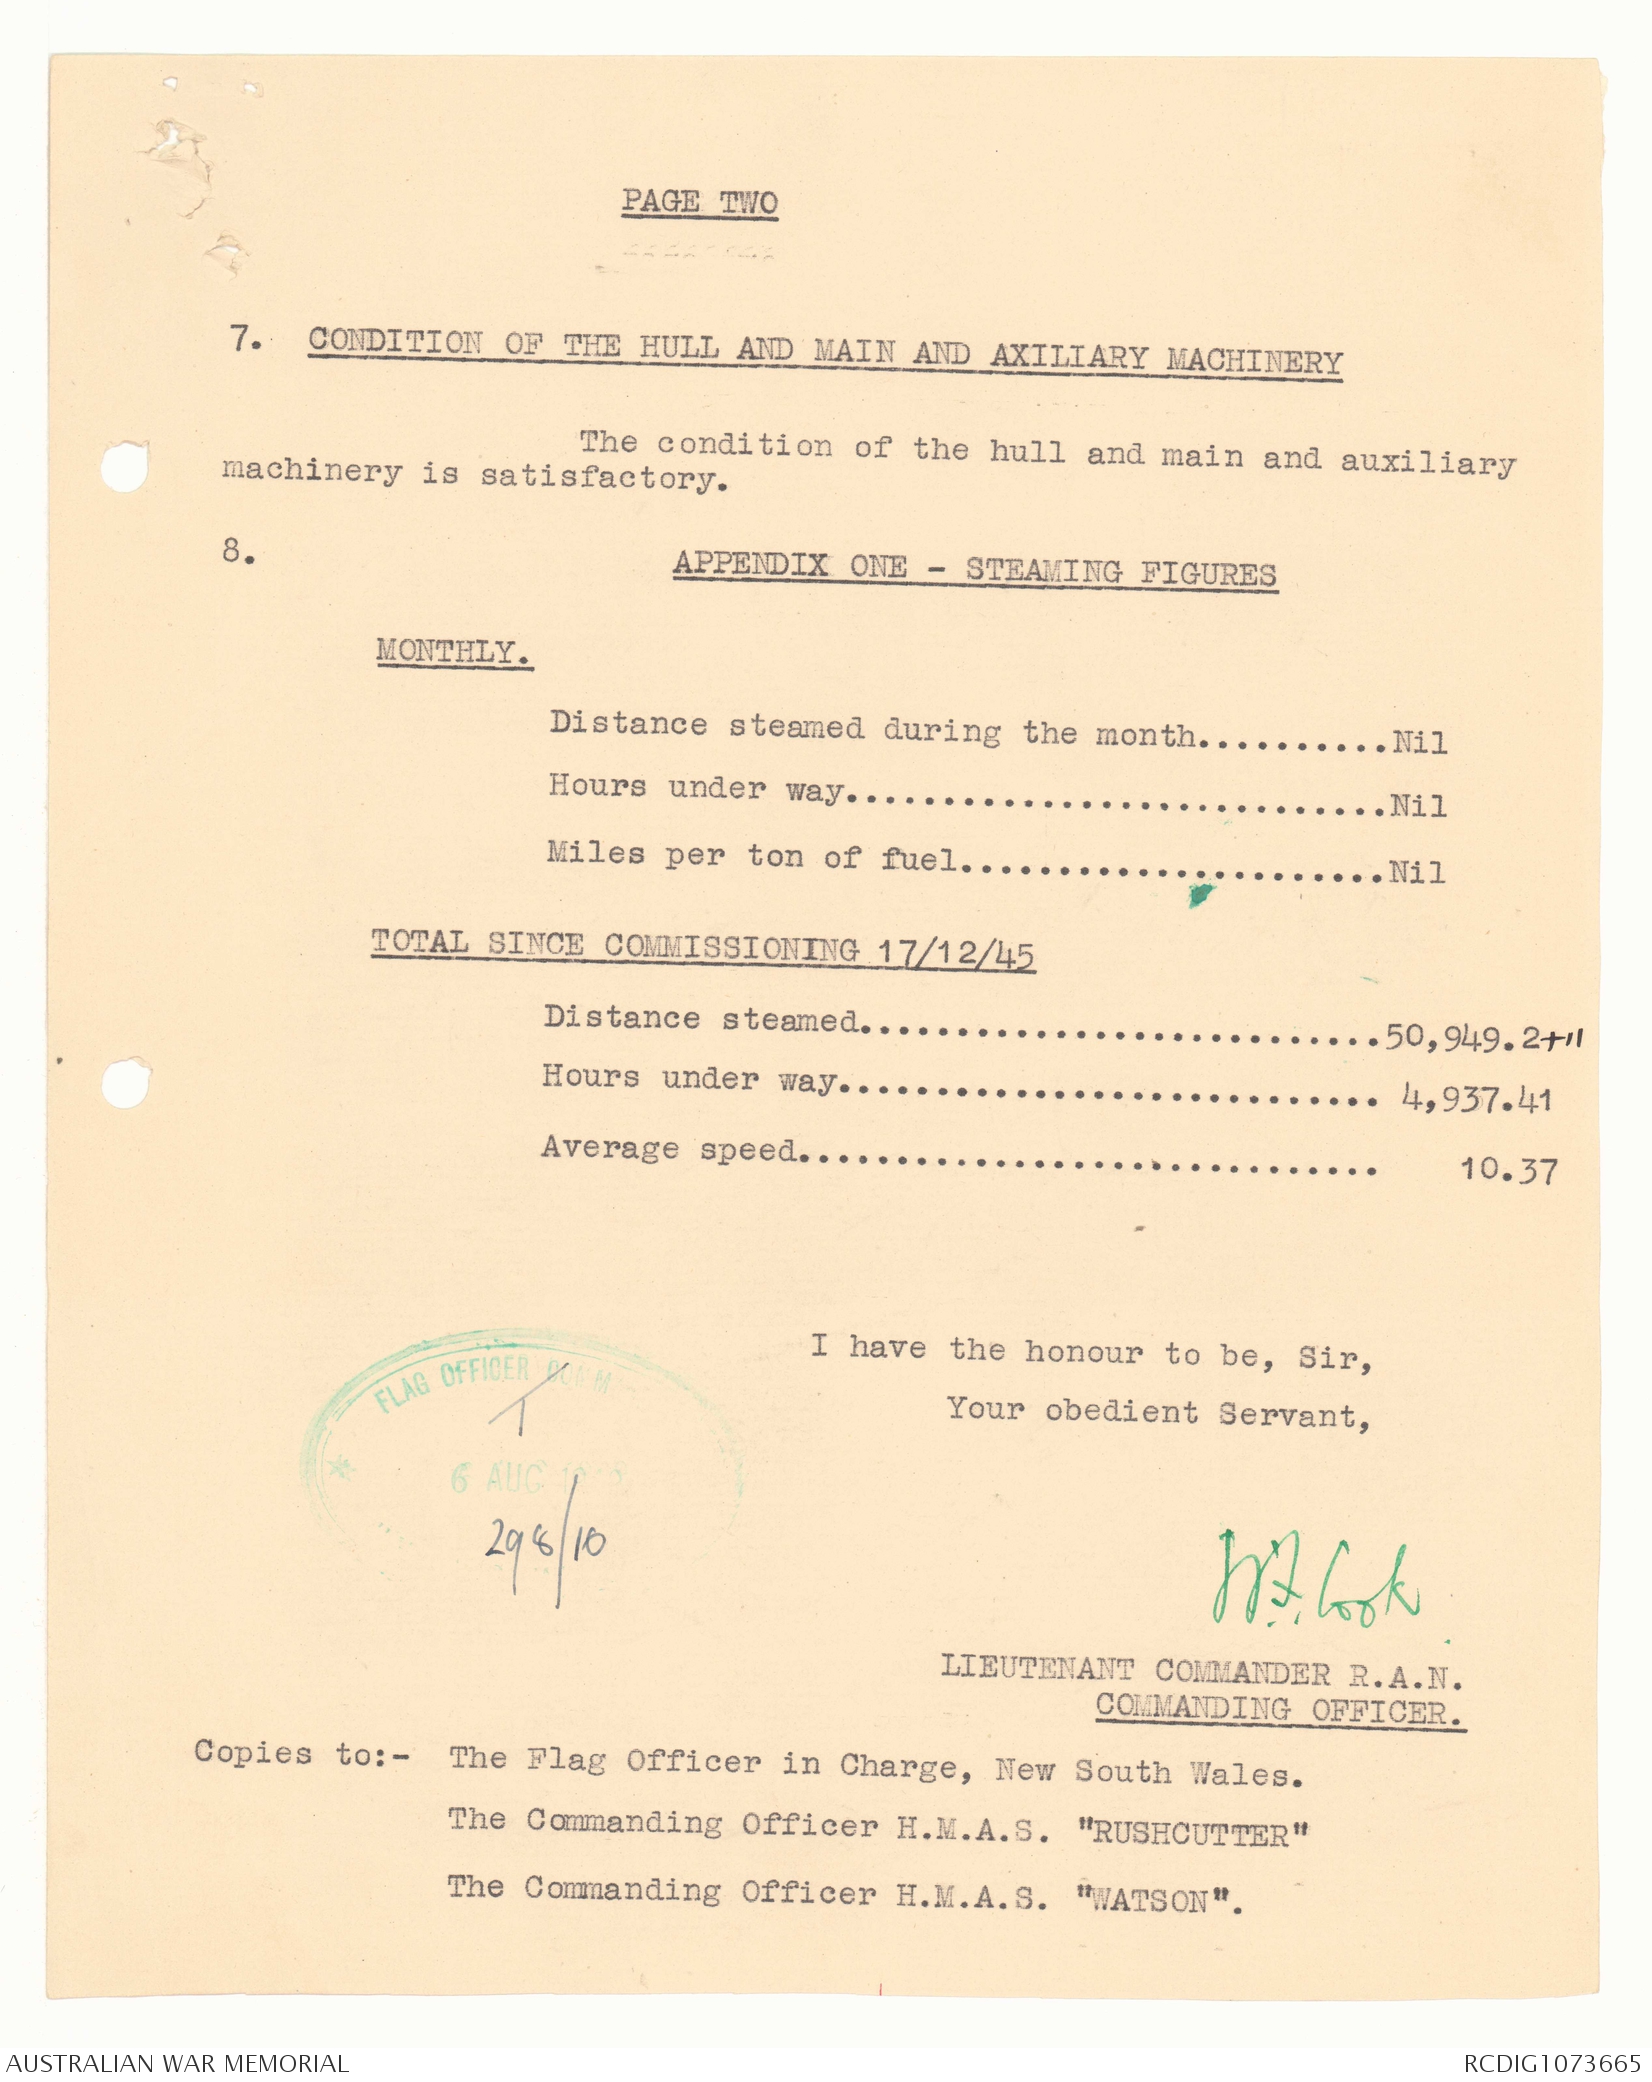 PAGE TWO
7. CONDITION OF THE HULL AND MAIN AND AXILIARY MACHINERY
The condition of the hull and main and auxiliary
machinery is satisfactory.
8. APPENDIX ONE - STEAMING FIGURES
MONTHLY.
Distance steamed during the month..........Nil
Hours under way............................Nil
Miles per ton of fuel......................Nil
TOTAL SINCE COMMISSIONING 17/12/45
Distance steamed...........................50,949.2
Hours under way............................ 4,937.41
Average speed.............................. 10.37
I have the honour to be, Sir,
Your obedient Servant,
FLAG OFFICER COMM
T
6 AUG
298/10
W.F. Cook
LIEUTENANT COMMANDER R.A.N.
COMMANDING OFFICER.
Copies to:- The Flag Officer in Charge, New South Wales.
The Commanding Officer H.M.A.S. "RUSHCUTTER"
The Commanding Officer H.M.A.S. "WATSON".
AUSTRALIAN WAR MEMORIAL
RCDIG1073665